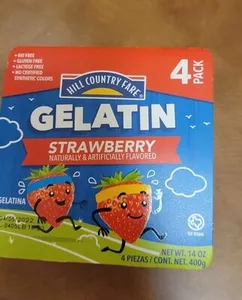 • FAT FREE
• GLUTEN FREE
• LACTOSE FREE
• NO CERTIFIED
SYNTHETIC COLORS
HILL COUNTRY FARE®
4
PACK
GELATIN
STRAWBERRY
NATURALLY & ARTIFICIALLY FLAVORED
GELATINA
NET WT. 14 OZ
4 PIEZAS / CONT. NET. 400g